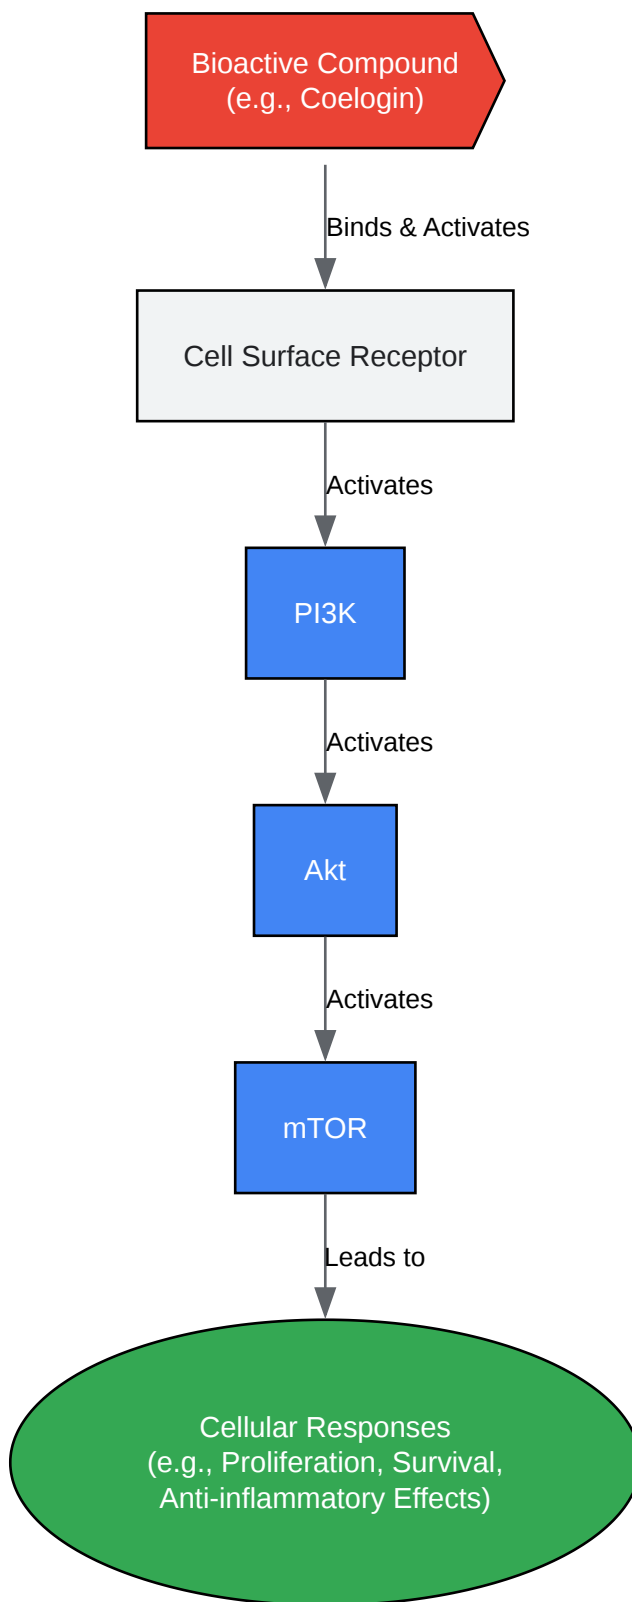 Bioactive Compound
(e.g., Coelogin)
Binds & Activates
Cell Surface Receptor
Activates
PI3K
Activates
Akt
Activates
mTOR
Leads to
Cellular Responses
(e.g., Proliferation, Survival,
Anti-inflammatory Effects)